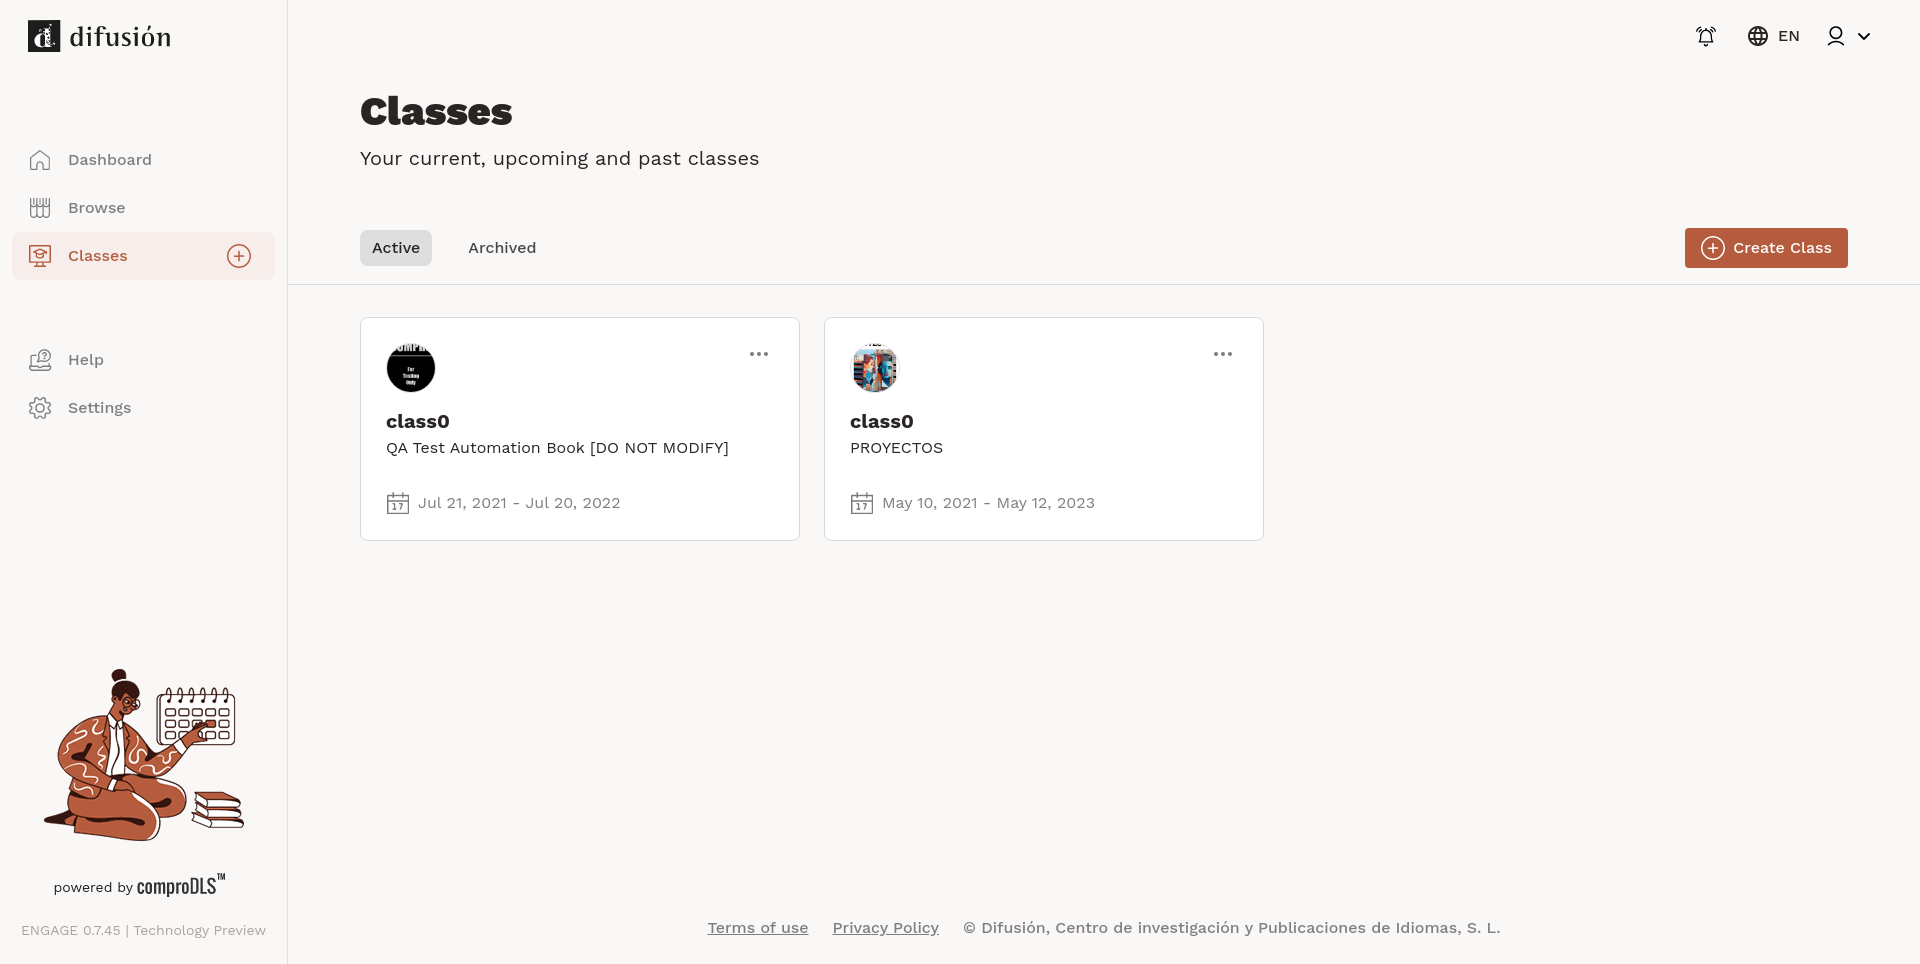 difusión
EN
Classes
Your current, upcoming and past classes
Dashboard
Browse
Classes
Help
Settings
Active
Archived
Create Class
For
Testing
Only
class0
QA Test Automation Book [DO NOT MODIFY]
17
Jul 21, 2021 - Jul 20, 2022
class0
PROYECTOS
17
May 10, 2021 - May 12, 2023
powered by comproDLS™
ENGAGE 0.7.45 | Technology Preview
Terms of use
Privacy Policy
© Difusión, Centro de investigación y Publicaciones de Idiomas, S. L.